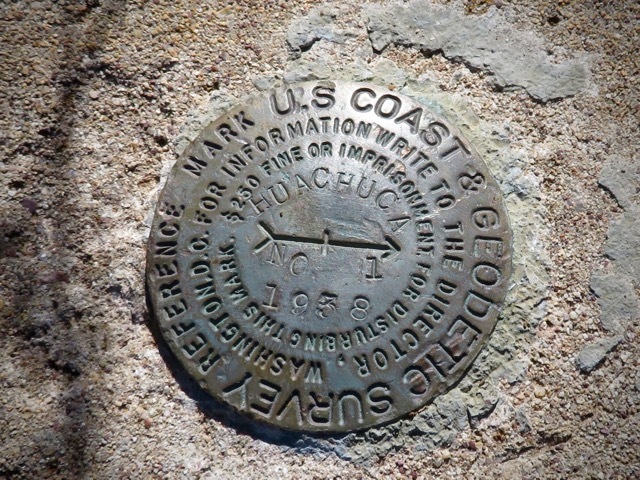 U.S. COAST & GEODETIC SURVEY REFERENCE MARK
FOR INFORMATION WRITE TO THE DIRECTOR, WASHINGTON, D.C.
$250 FINE OR IMPRISONMENT FOR DISTURBING THIS MARK.
HUACHUCA
NO. 1
1938